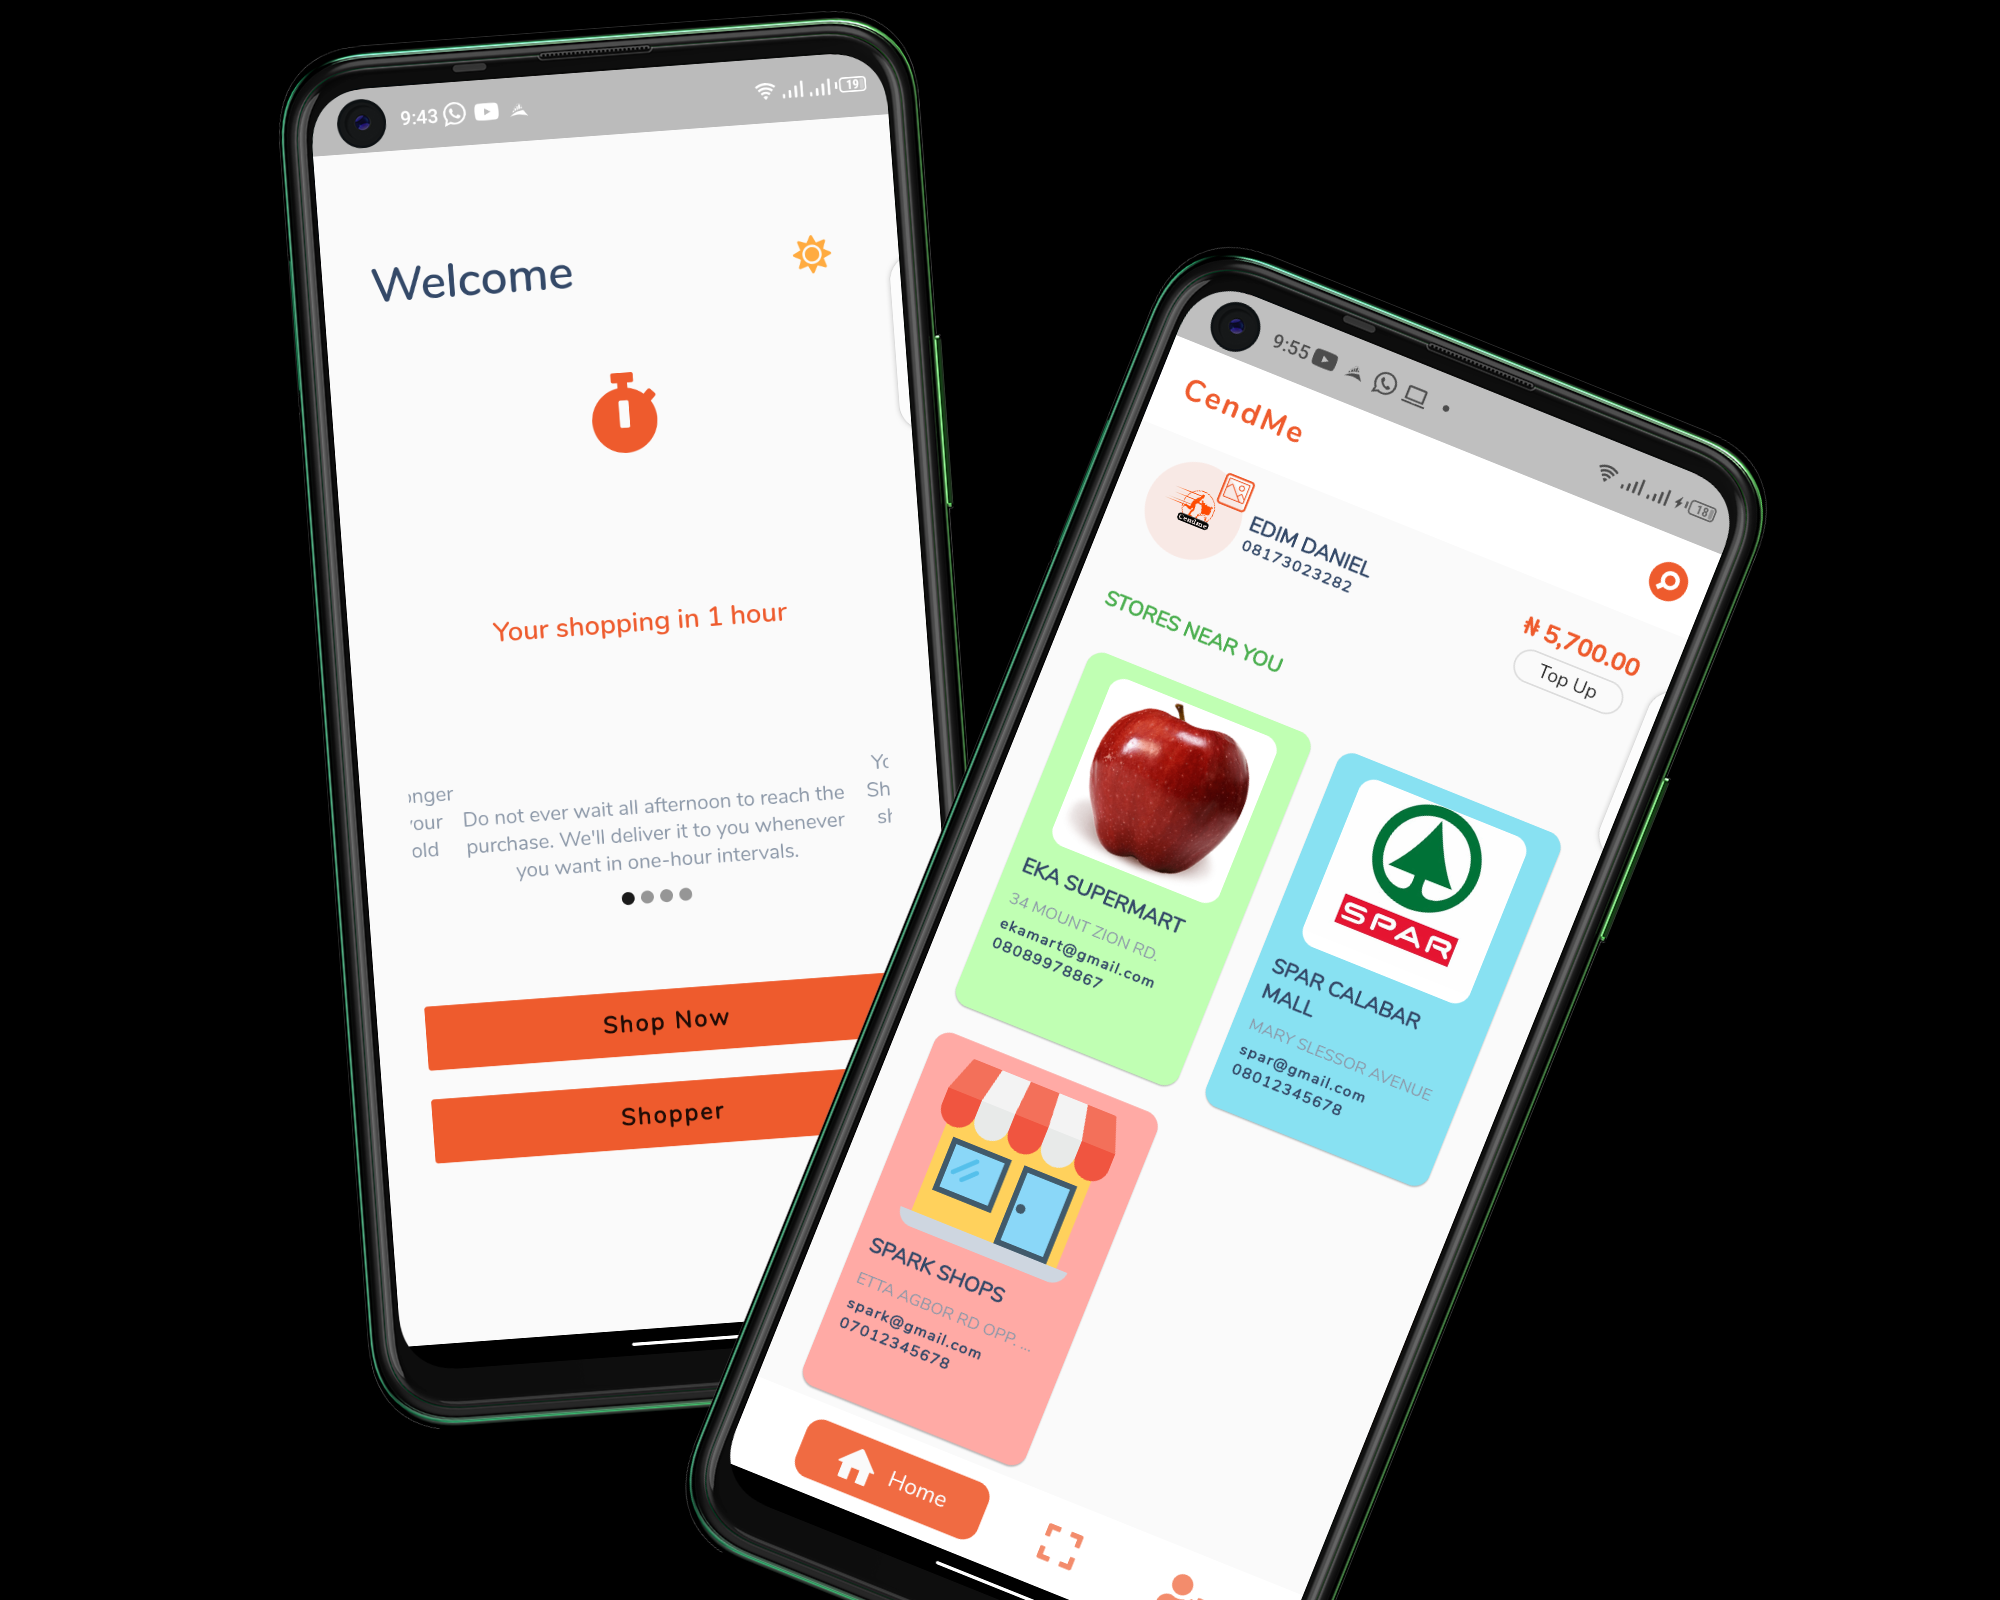 9:43
19
Welcome
Your shopping in 1 hour
onger
your
old
Do not ever wait all afternoon to reach the
purchase. We'll deliver it to you whenever
you want in one-hour intervals.
Sh
sh
Shop Now
Shopper
9:55
18
CendMe
Cendme
EDIM DANIEL
08173023282
₦ 5,700.00
Top Up
STORES NEAR YOU
EKA SUPERMART
34 MOUNT ZION RD.
ekamart@gmail.com
08089978867
SPAR
SPAR CALABAR
MALL
MARY SLESSOR AVENUE
spar@gmail.com
08012345678
SPARK SHOPS
ETTA AGBOR RD OPP. ...
spark@gmail.com
07012345678
Home